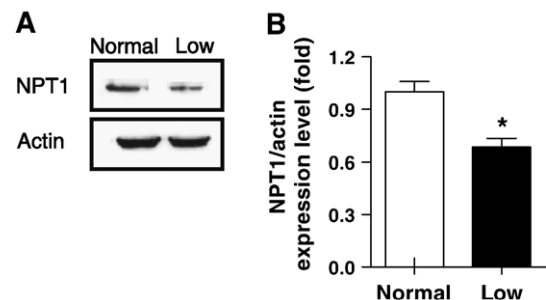 A
Normal Low
NPT1
Actin
B
NPT1/actin
expression level (fold)
1.2
0.9
0.6
0.3
0.0
*
Normal Low